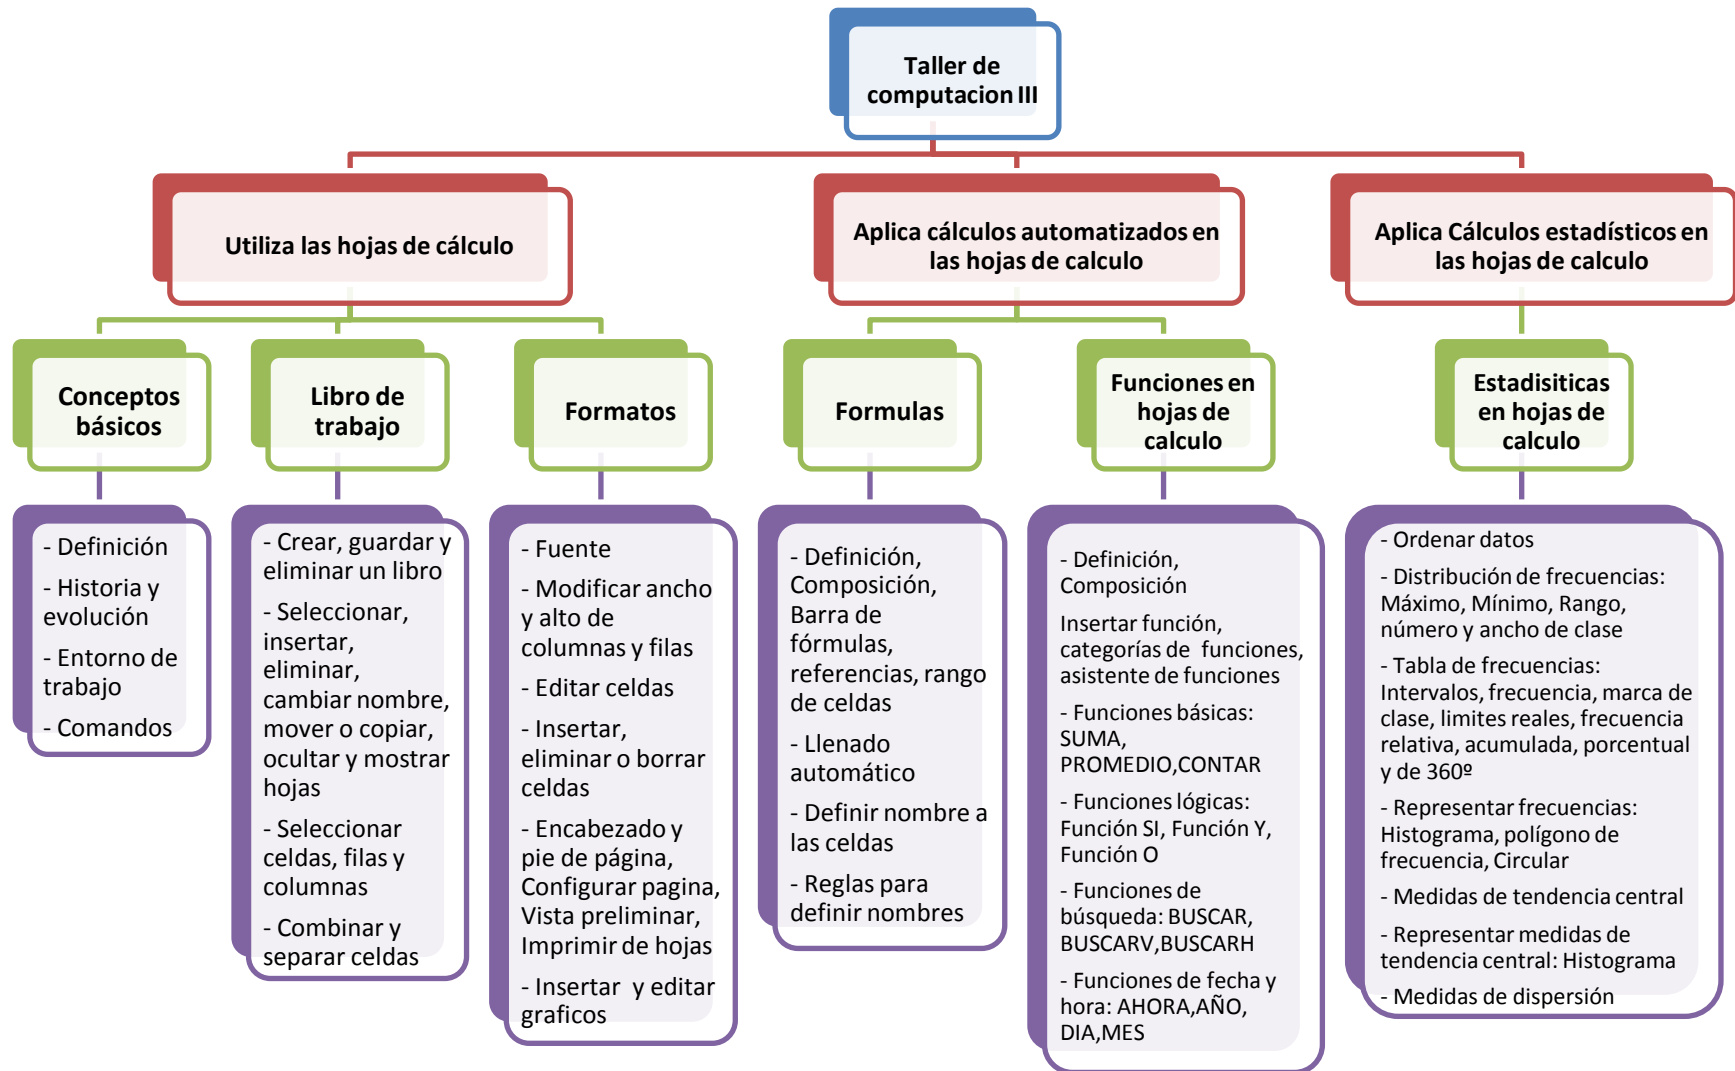 Taller de
computacion III
Utiliza las hojas de cálculo
Aplica cálculos automatizados en
las hojas de calculo
Aplica Cálculos estadísticos en
las hojas de calculo
Conceptos
básicos
Libro de
trabajo
Formatos
Formulas
Funciones en
hojas de
calculo
Estadisiticas
en hojas de
calculo
- Definición
- Historia y
evolución
- Entorno de
trabajo
- Comandos
- Crear, guardar y
eliminar un libro
- Seleccionar,
insertar,
eliminar,
cambiar nombre,
mover o copiar,
ocultar y mostrar
hojas
- Seleccionar
celdas, filas y
columnas
- Combinar y
separar celdas
- Fuente
- Modificar ancho
y alto de
columnas y filas
- Editar celdas
- Insertar,
eliminar o borrar
celdas
- Encabezado y
pie de página,
Configurar pagina,
Vista preliminar,
Imprimir de hojas
- Insertar y editar
graficos
- Definición,
Composición,
Barra de
fórmulas,
referencias, rango
de celdas
- Llenado
automático
- Definir nombre a
las celdas
- Reglas para
definir nombres
- Definición,
Composición
Insertar función,
categorías de funciones,
asistente de funciones
- Funciones básicas:
SUMA,
PROMEDIO,CONTAR
- Funciones lógicas:
Función SI, Función Y,
Función O
- Funciones de
búsqueda: BUSCAR,
BUSCARV,BUSCARH
- Funciones de fecha y
hora: AHORA,AÑO,
DIA,MES
- Ordenar datos
- Distribución de frecuencias:
Máximo, Mínimo, Rango,
número y ancho de clase
- Tabla de frecuencias:
Intervalos, frecuencia, marca de
clase, limites reales, frecuencia
relativa, acumulada, porcentual
y de 360º
- Representar frecuencias:
Histograma, polígono de
frecuencia, Circular
- Medidas de tendencia central
- Representar medidas de
tendencia central: Histograma
- Medidas de dispersión